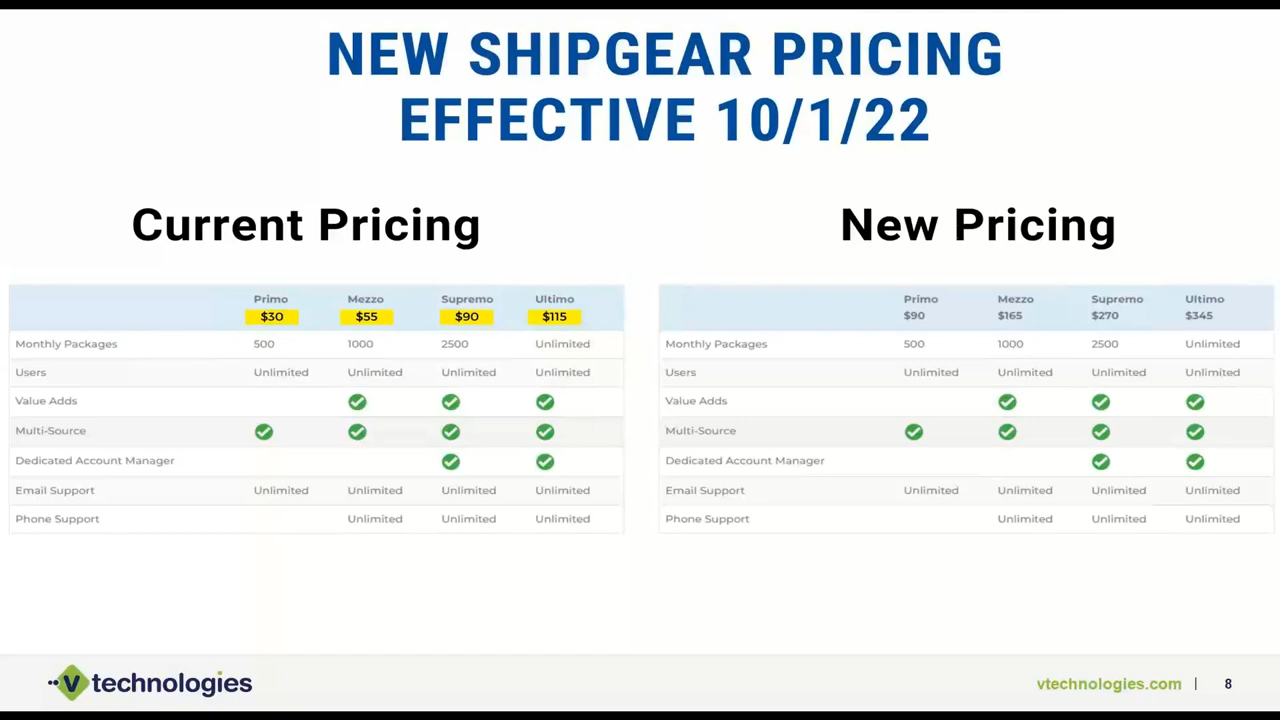 NEW SHIPGEAR PRICING
EFFECTIVE 10/1/22
Current Pricing
Primo Mezzo Supremo Ultimo
$30 $55 $90 $115
Monthly Packages 500 1000 2500 Unlimited
Users Unlimited Unlimited Unlimited Unlimited
Value Adds
Multi-Source
Dedicated Account Manager
Email Support Unlimited Unlimited Unlimited Unlimited
Phone Support Unlimited Unlimited Unlimited
New Pricing
Primo Mezzo Supremo Ultimo
$90 $165 $270 $345
Monthly Packages 500 1000 2500 Unlimited
Users Unlimited Unlimited Unlimited Unlimited
Value Adds
Multi-Source
Dedicated Account Manager
Email Support Unlimited Unlimited Unlimited Unlimited
Phone Support Unlimited Unlimited Unlimited
V technologies
vtechnologies.com | 8